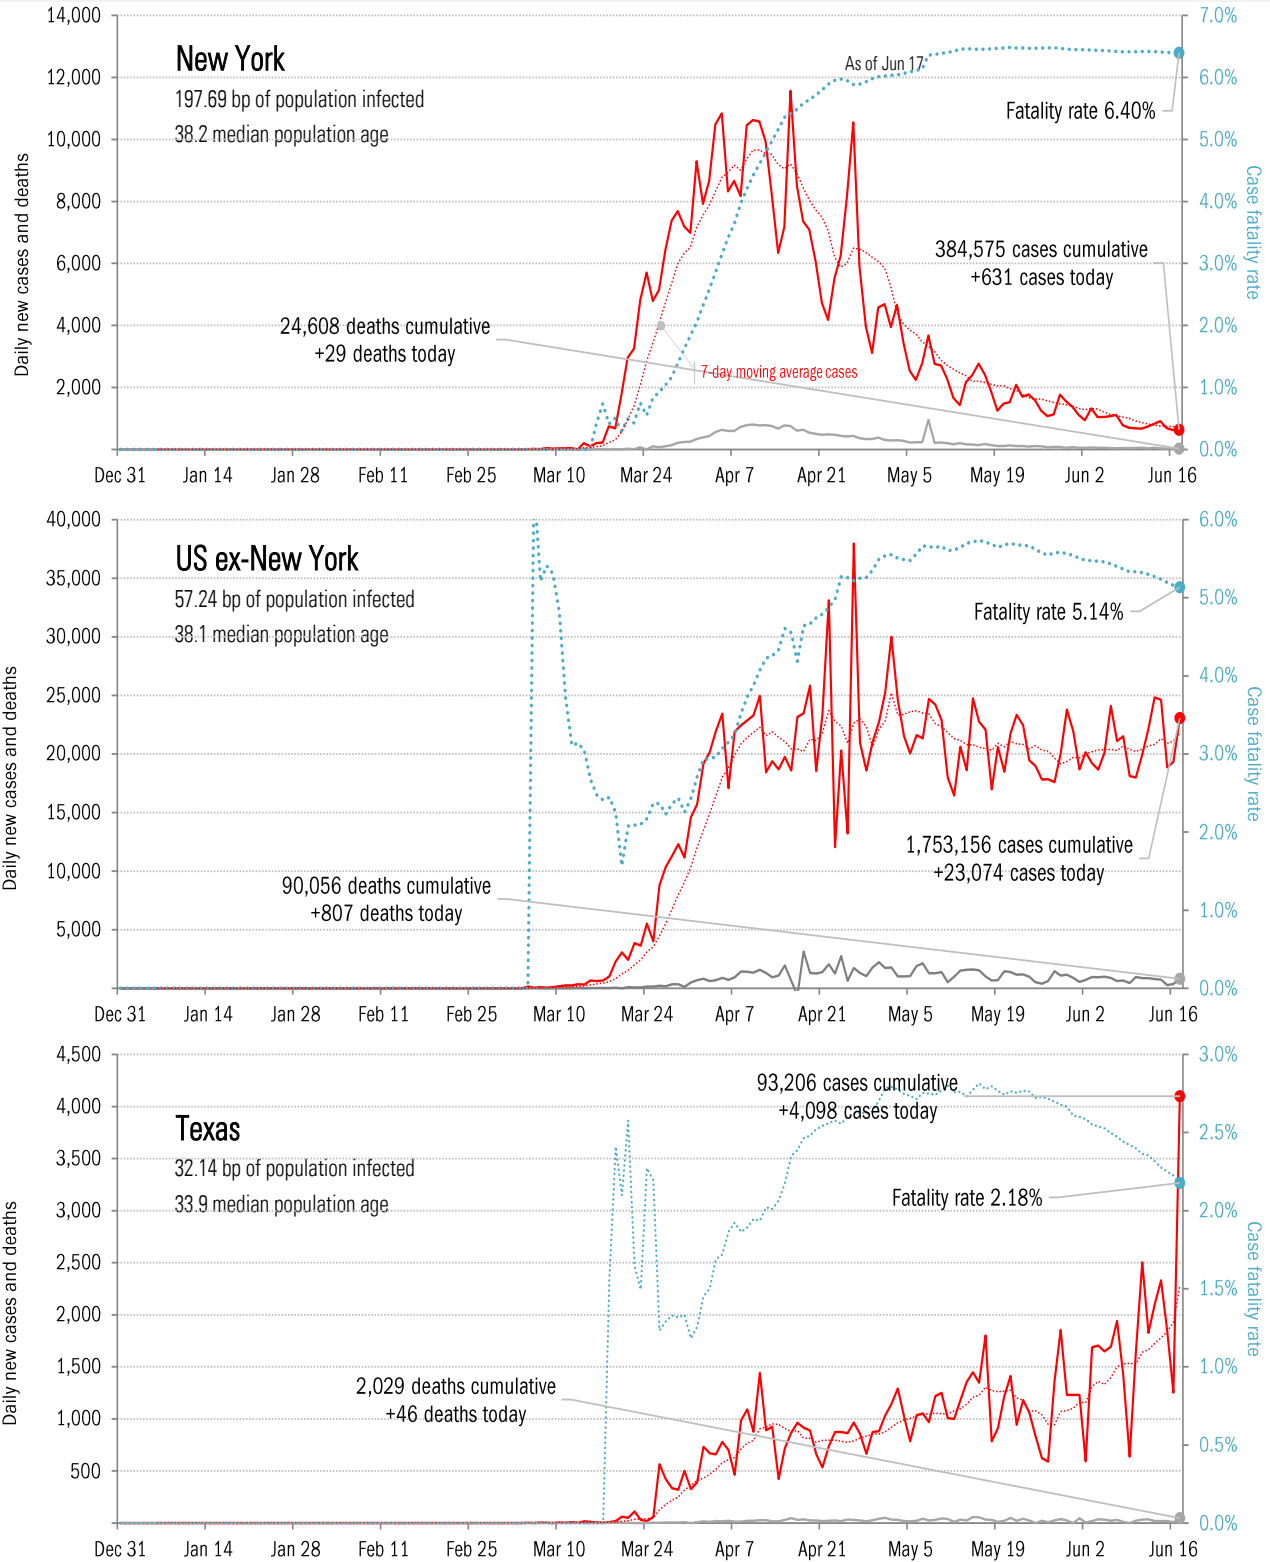 14,000
7.0%
New York
As of Jun 17
12,000
6.0%
197.69 bp of population infected
Fatality rate 6.40%
38.2 median population age
10,000
5.0%
Daily new cases and deaths
Case fatality rate
8,000
4.0%
384,575 cases cumulative
+631 cases today
6,000
3.0%
24,608 deaths cumulative
+29 deaths today
4,000
2.0%
7-day moving average cases
2,000
1.0%
0.0%
Dec 31 Jan 14 Jan 28 Feb 11 Feb 25 Mar 10 Mar 24 Apr 7 Apr 21 May 5 May 19 Jun 2 Jun 16
40,000
6.0%
US ex-New York
35,000
57.24 bp of population infected
5.0%
Fatality rate 5.14%
38.1 median population age
30,000
Daily new cases and deaths
Case fatality rate
25,000
4.0%
20,000
3.0%
15,000
2.0%
1,753,156 cases cumulative
+23,074 cases today
10,000
90,056 deaths cumulative
+807 deaths today
1.0%
5,000
0.0%
Dec 31 Jan 14 Jan 28 Feb 11 Feb 25 Mar 10 Mar 24 Apr 7 Apr 21 May 5 May 19 Jun 2 Jun 16
4,500
3.0%
93,206 cases cumulative
+4,098 cases today
4,000
Texas
2.5%
3,500
32.14 bp of population infected
Fatality rate 2.18%
33.9 median population age
3,000
2.0%
Daily new cases and deaths
Case fatality rate
2,500
1.5%
2,000
1,500
1.0%
2,029 deaths cumulative
+46 deaths today
1,000
0.5%
500
0.0%
Dec 31 Jan 14 Jan 28 Feb 11 Feb 25 Mar 10 Mar 24 Apr 7 Apr 21 May 5 May 19 Jun 2 Jun 16